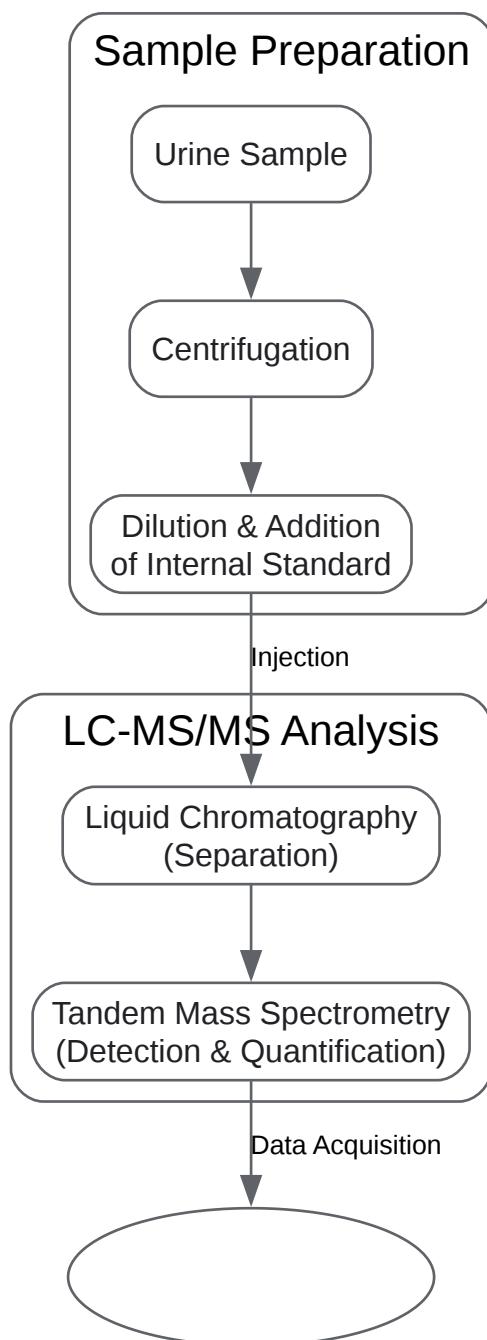 Sample Preparation
Urine Sample
Centrifugation
Dilution & Addition
of Internal Standard
Injection
LC-MS/MS Analysis
Liquid Chromatography
(Separation)
Tandem Mass Spectrometry
(Detection & Quantification)
Data Acquisition